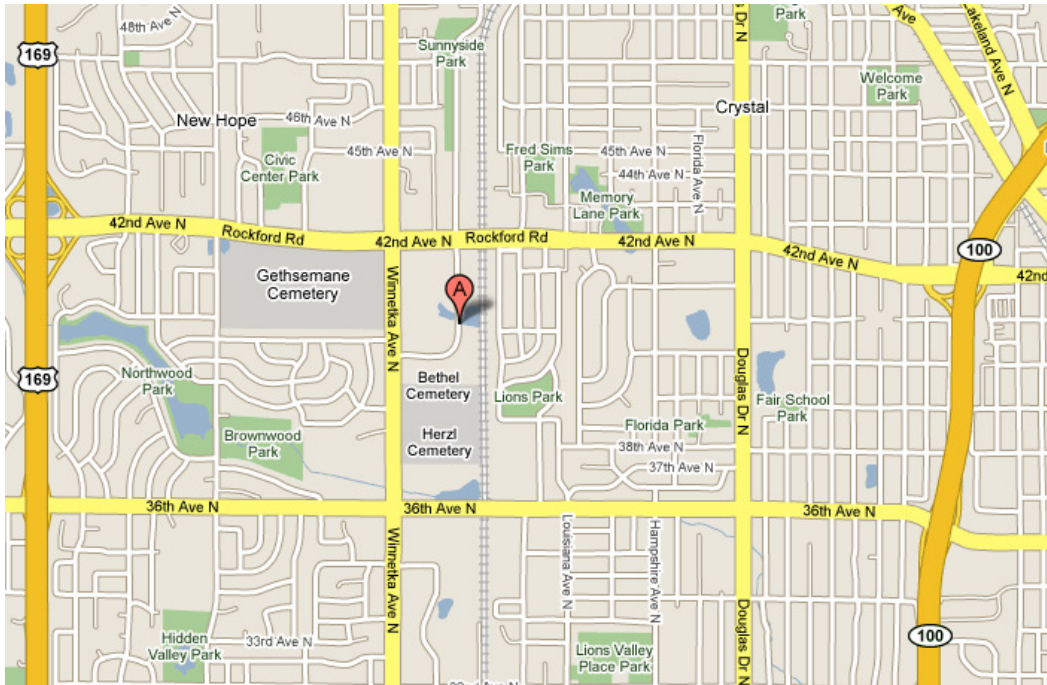 48th Ave N
169
Sunnyside
Park
Park
Douglas Dr N
Ave
Lakeland Ave N
Welcome
Park
New Hope
46th Ave N
Crystal
Civic
Center Park
45th Ave N
Fred Sims
Park
45th Ave N
44th Ave N
Florida Ave N
Memory
Lane Park
42nd Ave N
Rockford Rd
42nd Ave N
Rockford Rd
42nd Ave N
42nd Ave N
100
42nd
Gethsemane
Cemetery
Winnetka Ave N
A
169
Northwood
Park
Bethel
Cemetery
Lions Park
Douglas Dr N
Fair School
Park
Brownwood
Park
Herzl
Cemetery
Florida Park
38th Ave N
37th Ave N
36th Ave N
36th Ave N
36th Ave N
Winnetka Ave N
Louisiana Ave N
Hampshire Ave N
Douglas Dr N
Hidden
Valley Park
33rd Ave N
Lions Valley
Place Park
100